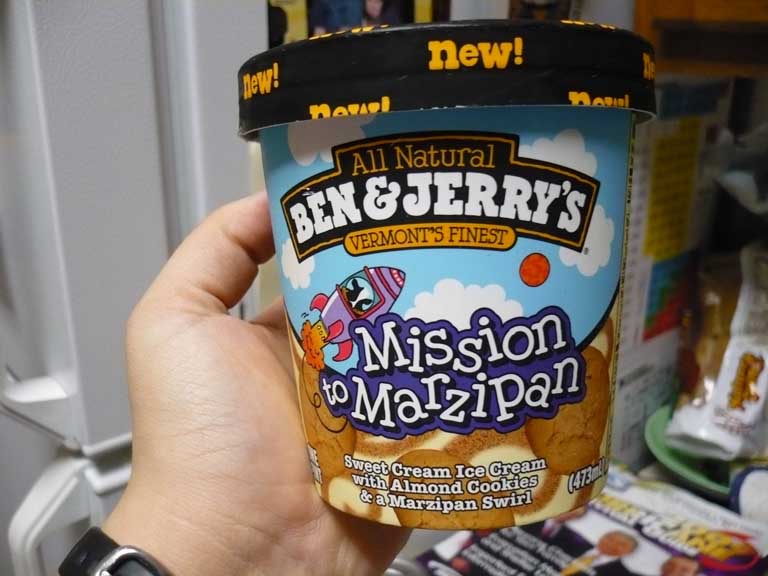 new!
new!
new!
new!
All Natural
BEN & JERRY'S
VERMONT'S FINEST
Mission
to Marzipan
Sweet Cream Ice Cream
with Almond Cookies
& a Marzipan Swirl
(473ml)